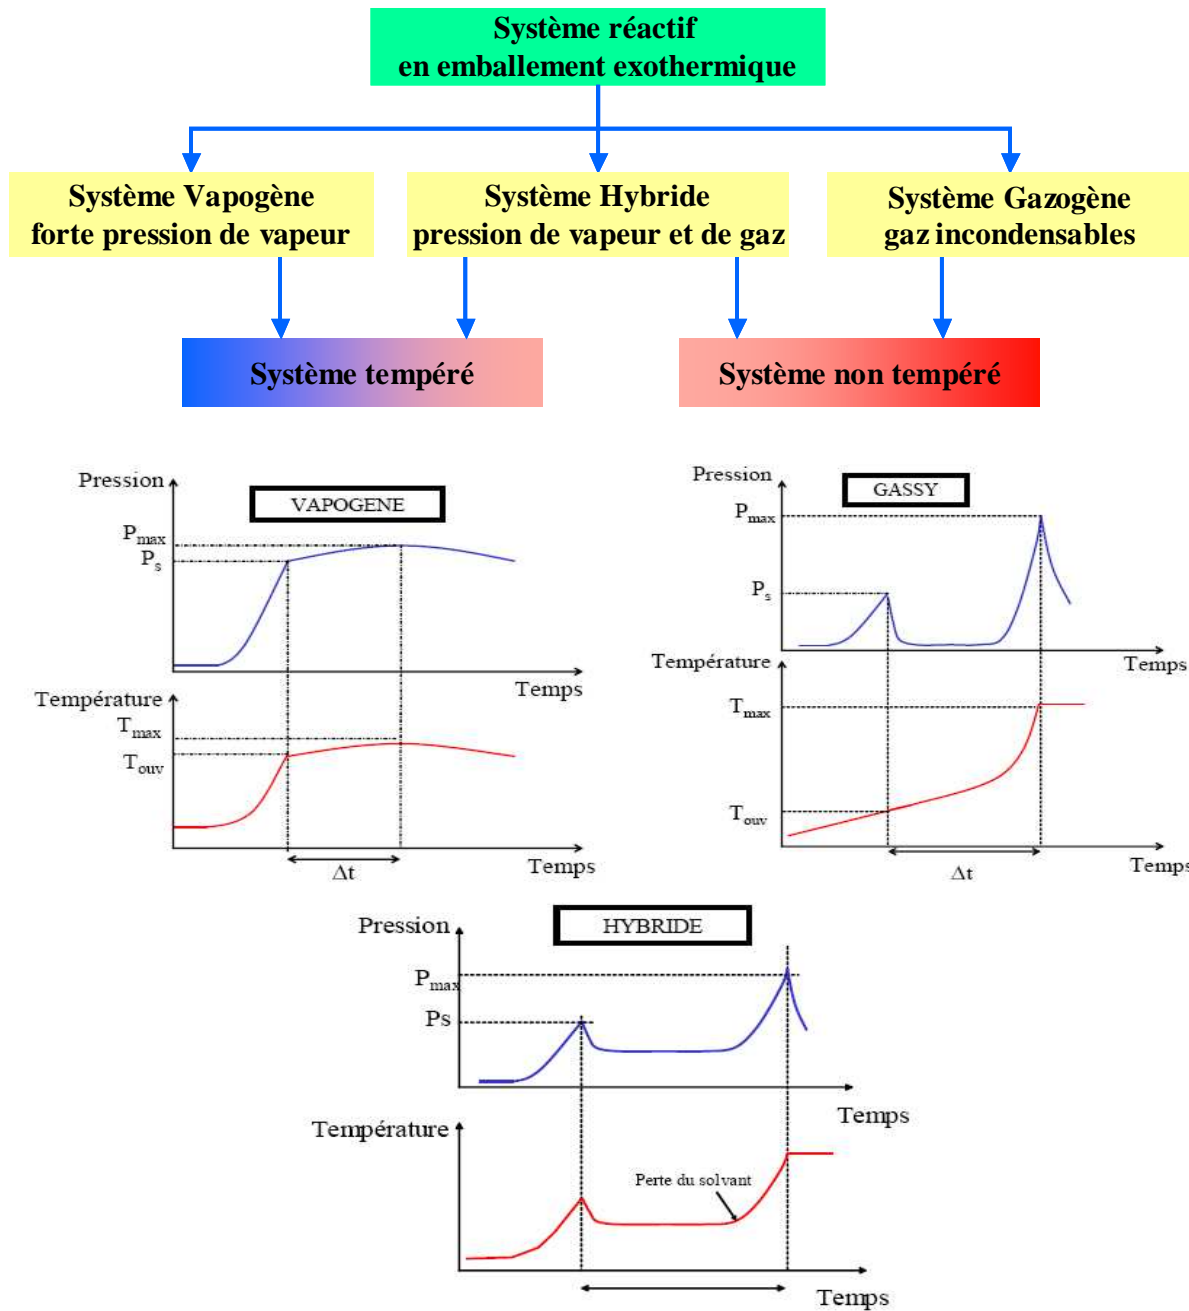 Système réactif
en emballement exothermique
Système Vapogène
forte pression de vapeur
Système Hybride
pression de vapeur et de gaz
Système Gazogène
gaz incondensables
Système tempéré
Système non tempéré
Pression
VAPOGENE
Pmax
Ps
Temps
Température
Tmax
Touv
Temps
Δt
Pression
GASSY
Pmax
Ps
Temps
Température
Tmax
Touv
Temps
Δt
Pression
HYBRIDE
Pmax
Ps
Temps
Température
Perte du solvant
Temps